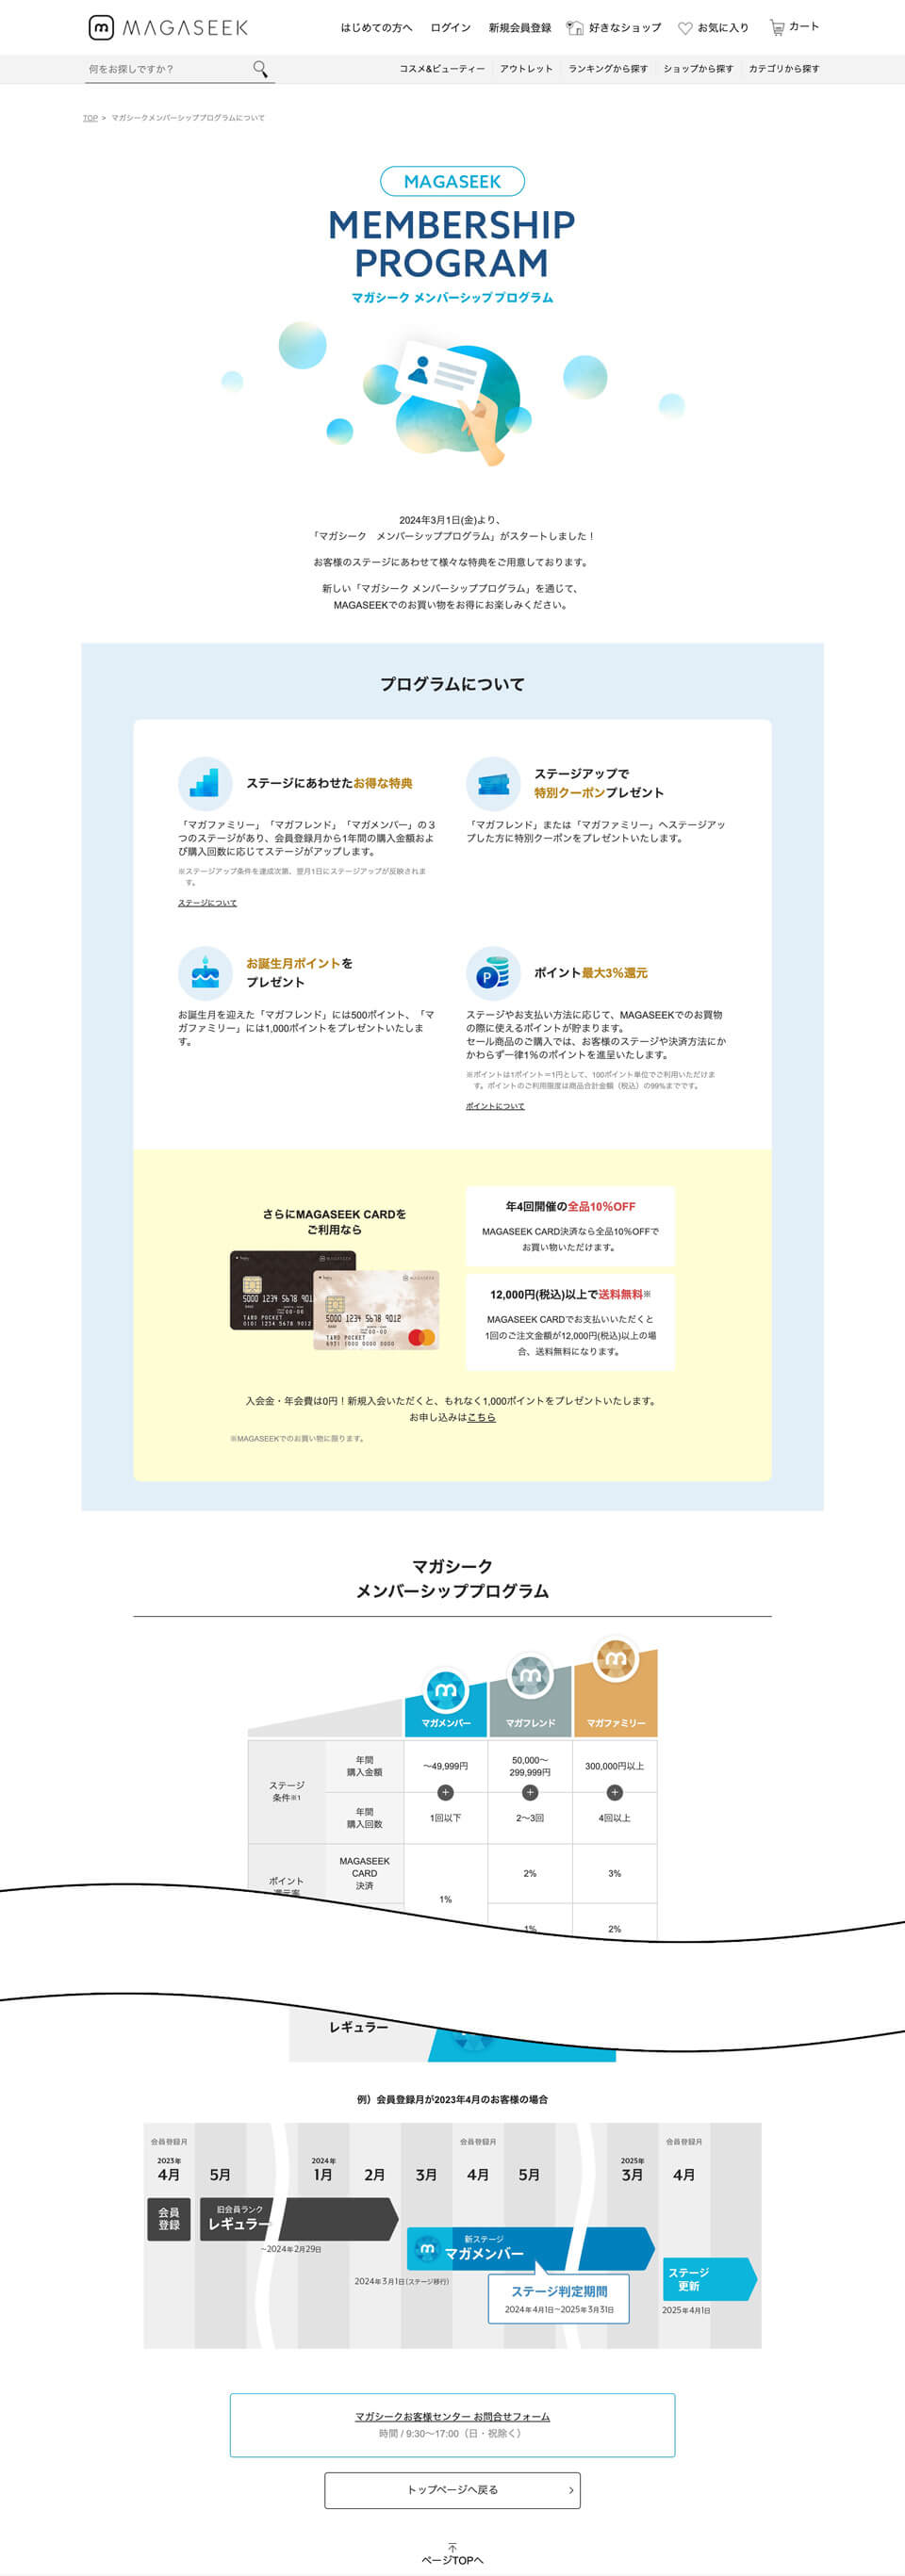 MAGASEEK
はじめての方へ
ログイン
新規会員登録
好きなショップ
お気に入り
カート
何をお探しですか？
コスメ&ビューティー
アウトレット
ランキングから探す
ショップから探す
カテゴリから探す
TOP > マガシークメンバーシッププログラムについて
MAGASEEK
MEMBERSHIP
PROGRAM
マガシーク メンバーシッププログラム
2024年3月1日(金)より、
「マガシーク　メンバーシッププログラム」がスタートしました！
お客様のステージにあわせて様々な特典をご用意しております。
新しい「マガシーク メンバーシッププログラム」を通じて、
MAGASEEKでのお買い物をお得にお楽しみください。
プログラムについて
ステージにあわせたお得な特典
「マガファミリー」「マガフレンド」「マガメンバー」の３
つのステージがあり、会員登録月から1年間の購入金額およ
び購入回数に応じてステージがアップします。
※ステージアップ条件を達成次第、翌月1日にステージアップが反映されま
す。
ステージについて
ステージアップで
特別クーポンプレゼント
「マガフレンド」または「マガファミリー」へステージアッ
プした方に特別クーポンをプレゼントいたします。
お誕生月ポイントを
プレゼント
お誕生月を迎えた「マガフレンド」には500ポイント、「マ
ガファミリー」には1,000ポイントをプレゼントいたしま
す。
P
ポイント最大3%還元
ステージやお支払い方法に応じて、MAGASEEKでのお買物
の際に使えるポイントが貯まります。
セール商品のご購入では、お客様のステージや決済方法にか
かわらず一律1%のポイントを進呈いたします。
※ポイントは1ポイント＝1円として、100ポイント単位でご利用いただけま
す。ポイントのご利用限度は商品合計金額（税込）の99%までです。
ポイントについて
さらにMAGASEEK CARDを
ご利用なら
MAGASEEK
5000 1234 5678 901
00-00
TARO POCKET
0101 1234 5678 9012
MAGASEEK
5000 1234 5678 9012
00-00
TARO POCKET
6931 1000 0000 0000
年4回開催の全品10%OFF
MAGASEEK CARD決済なら全品10%OFFで
お買い物いただけます。
12,000円(税込)以上で送料無料※
MAGASEEK CARDでお支払いいただくと
1回のご注文金額が12,000円(税込)以上の場
合、送料無料になります。
入会金・年会費は0円！新規入会いただくと、もれなく1,000ポイントをプレゼントいたします。
お申し込みはこちら
※MAGASEEKでのお買い物に限ります。
マガシーク
メンバーシッププログラム
マガメンバー
マガフレンド
マガファミリー
ステージ
条件※1
年間
購入金額
〜49,999円
50,000〜
299,999円
300,000円以上
+
+
+
年間
購入回数
1回以下
2〜3回
4回以上
ポイント
還元率
MAGASEEK
CARD
決済
1%
2%
3%
1%
2%
レギュラー
例）会員登録月が2023年4月のお客様の場合
会員登録月
会員登録月
会員登録月
2023年
2024年
2025年
4月
5月
1月
2月
3月
4月
5月
3月
4月
会員
登録
旧会員ランク
レギュラー
~2024年2月29日
新ステージ
マガメンバー
2024年3月1日(ステージ移行)
ステージ判定期間
2024年4月1日~2025年3月31日
ステージ
更新
2025年4月1日
マガシークお客様センター お問合せフォーム
時間 / 9:30〜17:00（日・祝除く）
トップページへ戻る
ページTOPへ